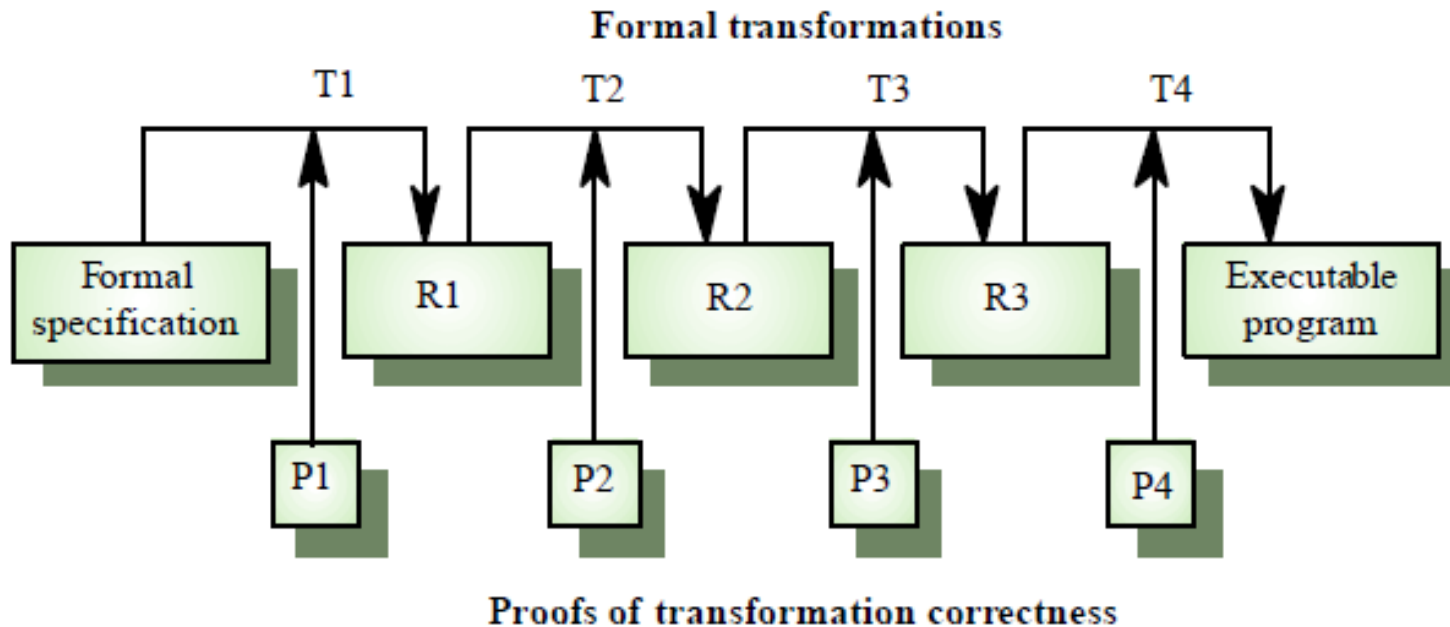 Formal transformations
T1
T2
T3
T4
Formal
specification
R1
R2
R3
Executable
program
P1
P2
P3
P4
Proofs of transformation correctness